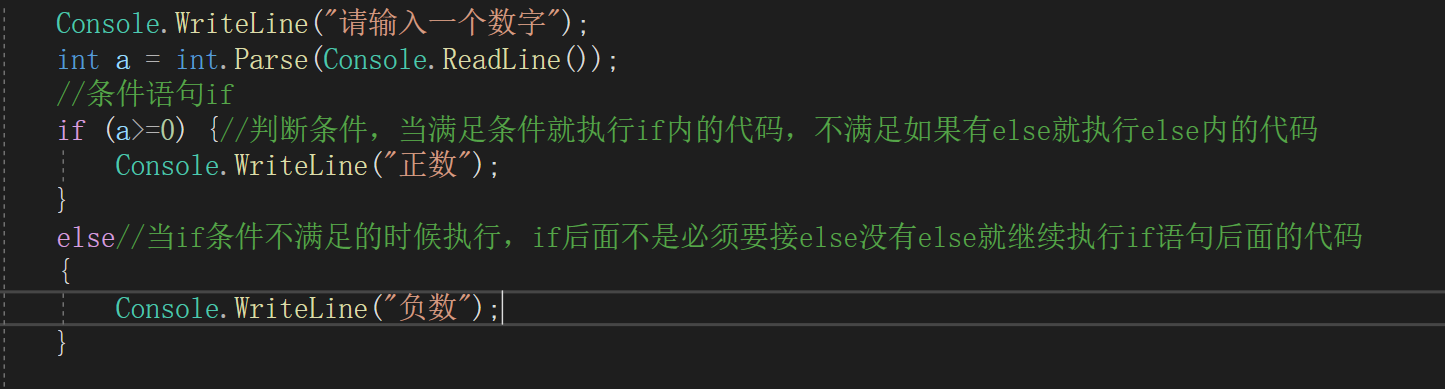 Console.WriteLine("请输入一个数字");
int a = int.Parse(Console.ReadLine());
//条件语句if
if (a>=0) {//判断条件，当满足条件就执行if内的代码，不满足如果有else就执行else内的代码
Console.WriteLine("正数");
}
else//当if条件不满足的时候执行，if后面不是必须要接else没有else就继续执行if语句后面的代码
{
Console.WriteLine("负数");
}